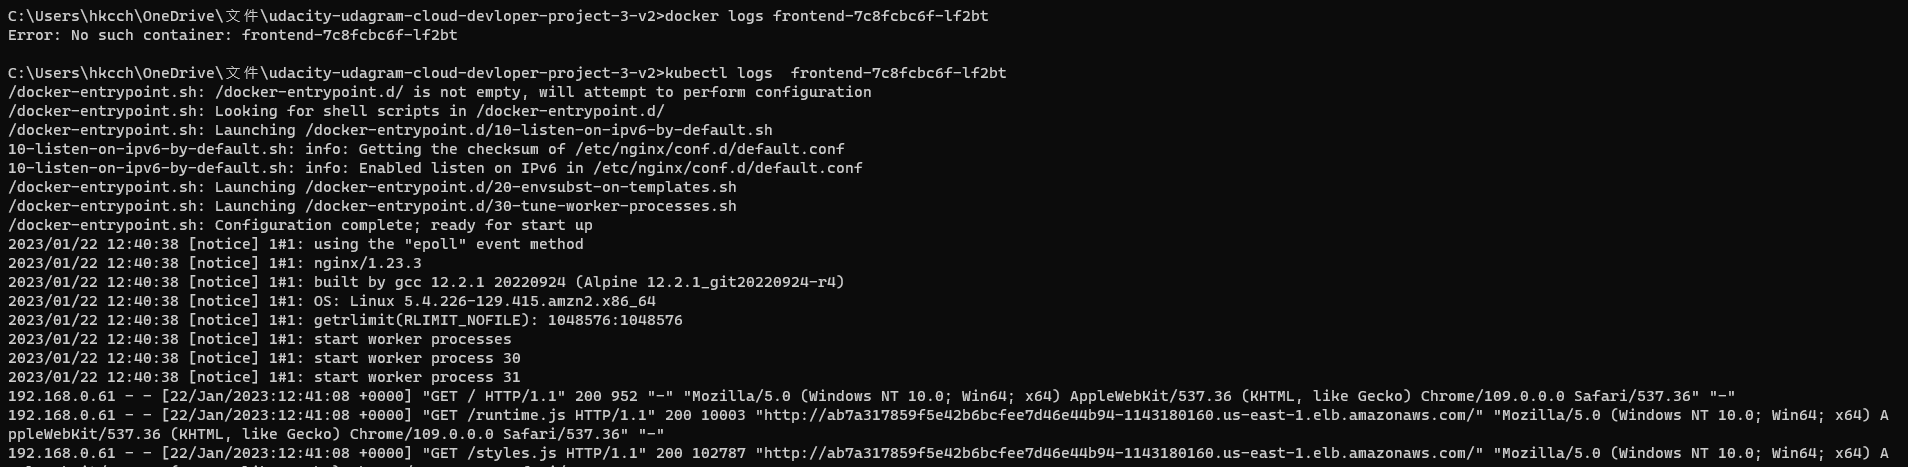 C:\Users\hkcch\OneDrive\文件\udacity-udagram-cloud-devloper-project-3-v2>docker logs frontend-7c8fcbc6f-lf2bt
Error: No such container: frontend-7c8fcbc6f-lf2bt
C:\Users\hkcch\OneDrive\文件\udacity-udagram-cloud-devloper-project-3-v2>kubectl logs  frontend-7c8fcbc6f-lf2bt
/docker-entrypoint.sh: /docker-entrypoint.d/ is not empty, will attempt to perform configuration
/docker-entrypoint.sh: Looking for shell scripts in /docker-entrypoint.d/
/docker-entrypoint.sh: Launching /docker-entrypoint.d/10-listen-on-ipv6-by-default.sh
10-listen-on-ipv6-by-default.sh: info: Getting the checksum of /etc/nginx/conf.d/default.conf
10-listen-on-ipv6-by-default.sh: info: Enabled listen on IPv6 in /etc/nginx/conf.d/default.conf
/docker-entrypoint.sh: Launching /docker-entrypoint.d/20-envsubst-on-templates.sh
/docker-entrypoint.sh: Launching /docker-entrypoint.d/30-tune-worker-processes.sh
/docker-entrypoint.sh: Configuration complete; ready for start up
2023/01/22 12:40:38 [notice] 1#1: using the "epoll" event method
2023/01/22 12:40:38 [notice] 1#1: nginx/1.23.3
2023/01/22 12:40:38 [notice] 1#1: built by gcc 12.2.1 20220924 (Alpine 12.2.1_git20220924-r4)
2023/01/22 12:40:38 [notice] 1#1: OS: Linux 5.4.226-129.415.amzn2.x86_64
2023/01/22 12:40:38 [notice] 1#1: getrlimit(RLIMIT_NOFILE): 1048576:1048576
2023/01/22 12:40:38 [notice] 1#1: start worker processes
2023/01/22 12:40:38 [notice] 1#1: start worker process 30
2023/01/22 12:40:38 [notice] 1#1: start worker process 31
192.168.0.61 - - [22/Jan/2023:12:41:08 +0000] "GET / HTTP/1.1" 200 952 "-" "Mozilla/5.0 (Windows NT 10.0; Win64; x64) AppleWebKit/537.36 (KHTML, like Gecko) Chrome/109.0.0.0 Safari/537.36" "-"
192.168.0.61 - - [22/Jan/2023:12:41:08 +0000] "GET /runtime.js HTTP/1.1" 200 10003 "http://ab7a317859f5e42b6bcfee7d46e44b94-1143180160.us-east-1.elb.amazonaws.com/" "Mozilla/5.0 (Windows NT 10.0; Win64; x64) A
ppleWebKit/537.36 (KHTML, like Gecko) Chrome/109.0.0.0 Safari/537.36" "-"
192.168.0.61 - - [22/Jan/2023:12:41:08 +0000] "GET /styles.js HTTP/1.1" 200 102787 "http://ab7a317859f5e42b6bcfee7d46e44b94-1143180160.us-east-1.elb.amazonaws.com/" "Mozilla/5.0 (Windows NT 10.0; Win64; x64) A